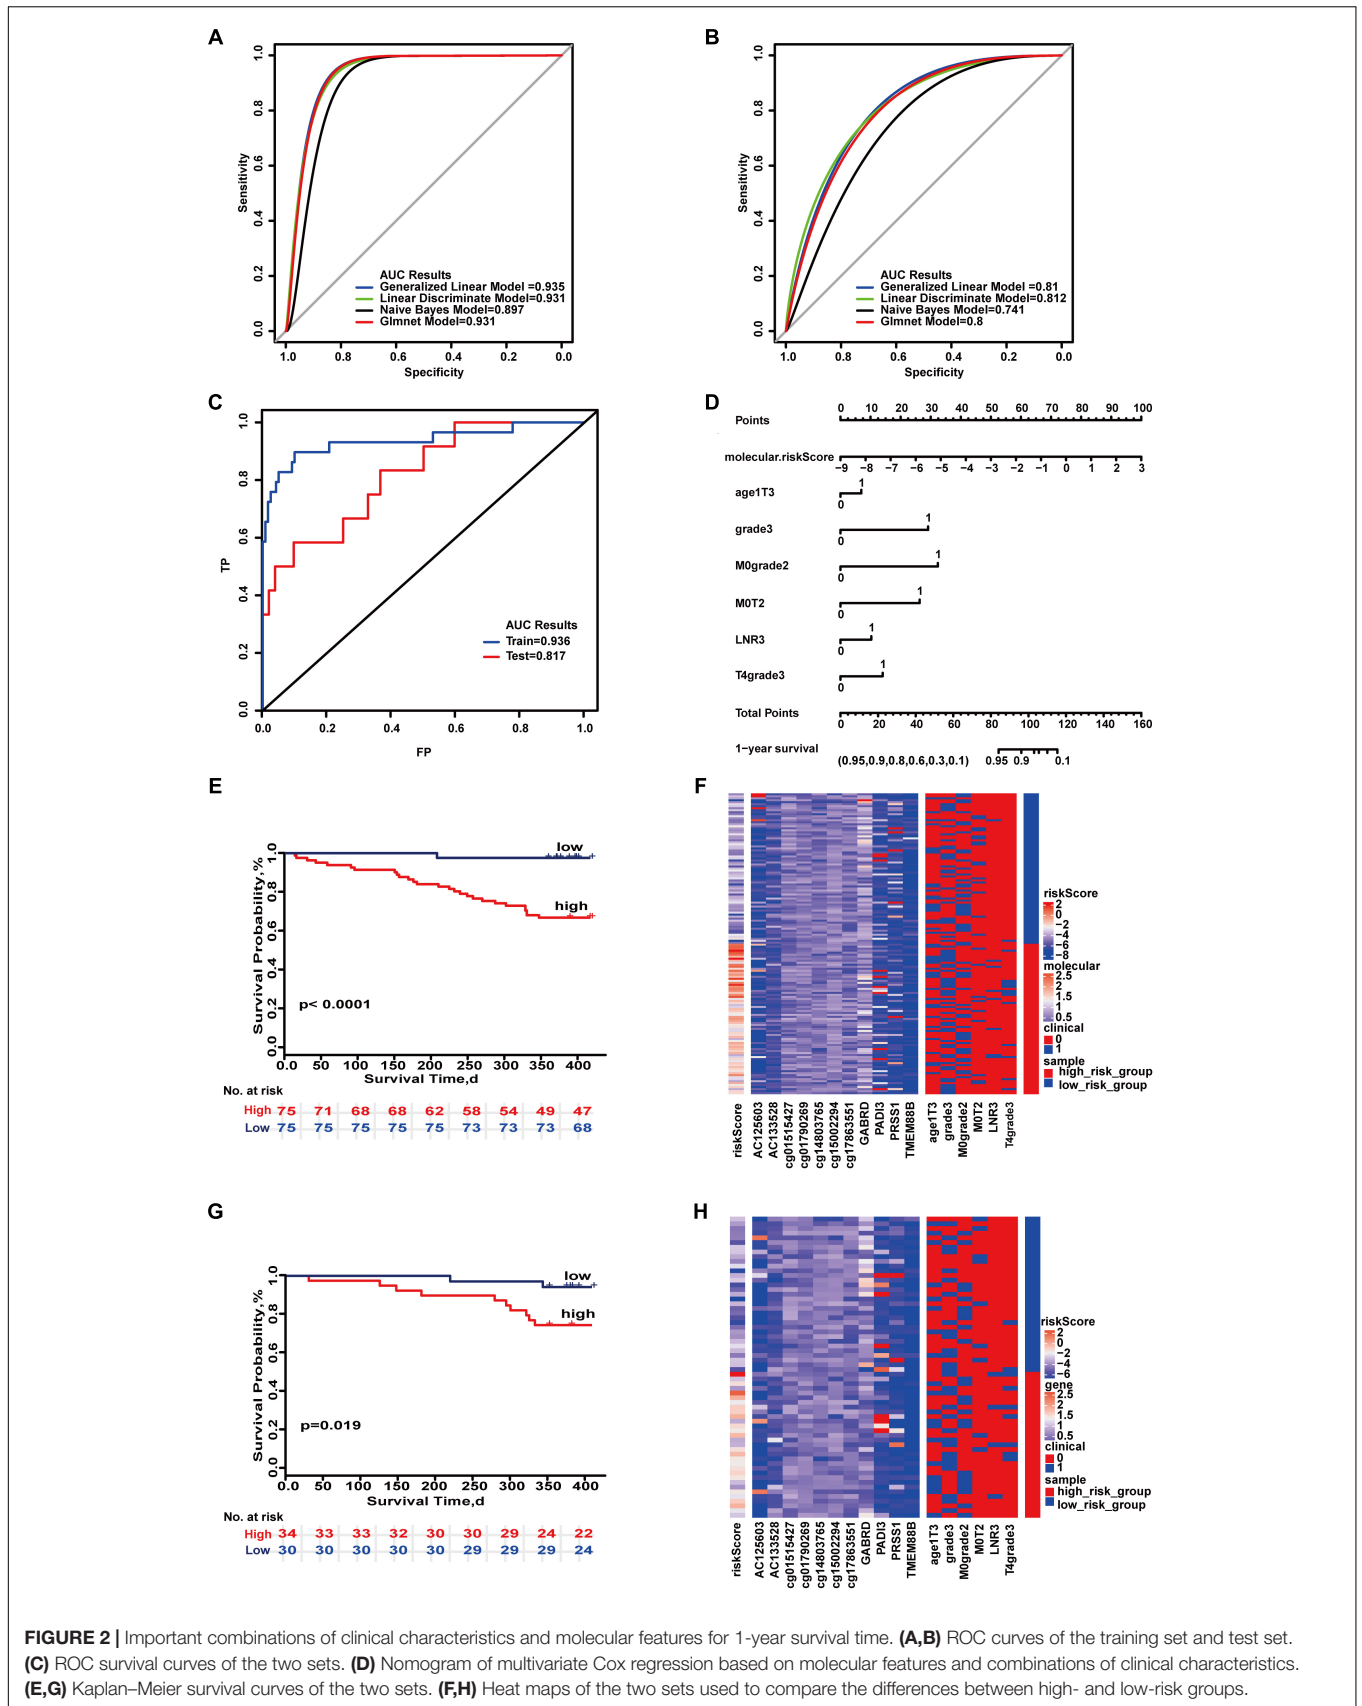 A
1.0
0.8
0.6
0.4
0.2
0.0
Sensitivity
AUC Results
Generalized Linear Model =0.935
Linear Discriminate Model=0.931
Naive Bayes Model=0.897
Glmnet Model=0.931
1.0 0.8 0.6 0.4 0.2 0.0
Specificity
B
1.0
0.8
0.6
0.4
0.2
0.0
Sensitivity
AUC Results
Generalized Linear Model =0.81
Linear Discriminate Model=0.812
Naive Bayes Model=0.741
Glmnet Model=0.8
1.0 0.8 0.6 0.4 0.2 0.0
Specificity
C
1.0
0.8
0.6
0.4
0.2
0.0
TP
AUC Results
Train=0.936
Test=0.817
0.0 0.2 0.4 0.6 0.8 1.0
FP
D
0 10 20 30 40 50 60 70 80 90 100
Points
molecular.riskScore
−9 −8 −7 −6 −5 −4 −3 −2 −1 0 1 2 3
1
age1T3
0
1
grade3
0
1
M0grade2
0
1
M0T2
0
1
LNR3
0
1
T4grade3
0
Total Points
0 20 40 60 80 100 120 140 160
1−year survival
(0.95,0.9,0.8,0.6,0.3,0.1) 0.95 0.9 0.1
E
1.0
0.8
0.6
0.4
0.2
0.0
Survival Probability,%
low
high
p< 0.0001
0.0 50 100 150 200 250 300 350 400
Survival Time,d
No. at risk
High 75 71 68 68 62 58 54 49 47
Low 75 75 75 75 75 73 73 73 68
F
riskScore
2
0
−2
−4
−6
−8
molecular
2.5
2
1.5
1
0.5
clinical
0
1
sample
high_risk_group
low_risk_group
riskScore AC125603 AC133528 cg01515427 cg01790269 cg14803765 cg15002294 cg17863551 GABRD PADI3 PRSS1 TMEM88B age1T3 grade3 M0grade2 M0T2 LNR3 T4grade3
G
1.0
0.8
0.6
0.4
0.2
0.0
Survival Probability,%
low
high
p=0.019
0.0 50 100 150 200 250 300 350 400
Survival Time,d
No. at risk
High 34 33 33 32 30 30 29 24 22
Low 30 30 30 30 30 29 29 29 24
H
riskScore
2
0
−2
−4
−6
gene
2.5
2
1.5
1
0.5
clinical
0
1
sample
high_risk_group
low_risk_group
riskScore AC125603 AC133528 cg01515427 cg01790269 cg14803765 cg15002294 cg17863551 GABRD PADI3 PRSS1 TMEM88B age1T3 grade3 M0grade2 M0T2 LNR3 T4grade3
FIGURE 2 | Important combinations of clinical characteristics and molecular features for 1-year survival time. (A,B) ROC curves of the training set and test set.
(C) ROC survival curves of the two sets. (D) Nomogram of multivariate Cox regression based on molecular features and combinations of clinical characteristics.
(E,G) Kaplan–Meier survival curves of the two sets. (F,H) Heat maps of the two sets used to compare the differences between high- and low-risk groups.